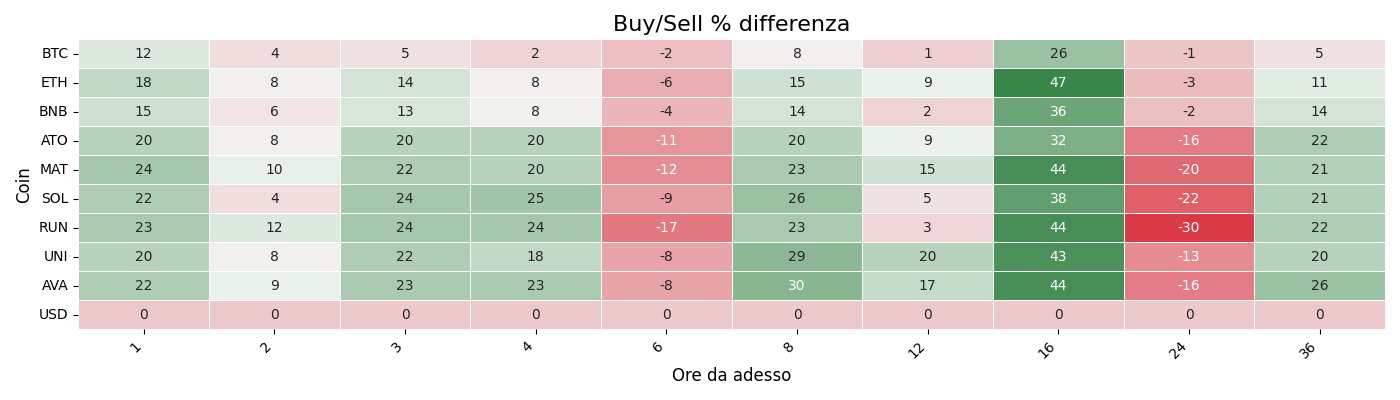 Buy/Sell % differenza
Coin
BTC 12 4 5 2 -2 8 1 26 -1 5
ETH 18 8 14 8 -6 15 9 47 -3 11
BNB 15 6 13 8 -4 14 2 36 -2 14
ATO 20 8 20 20 -11 20 9 32 -16 22
MAT 24 10 22 20 -12 23 15 44 -20 21
SOL 22 4 24 25 -9 26 5 38 -22 21
RUN 23 12 24 24 -17 23 3 44 -30 22
UNI 20 8 22 18 -8 29 20 43 -13 20
AVA 22 9 23 23 -8 30 17 44 -16 26
USD 0 0 0 0 0 0 0 0 0 0
1 2 3 4 6 8 12 16 24 36
Ore da adesso